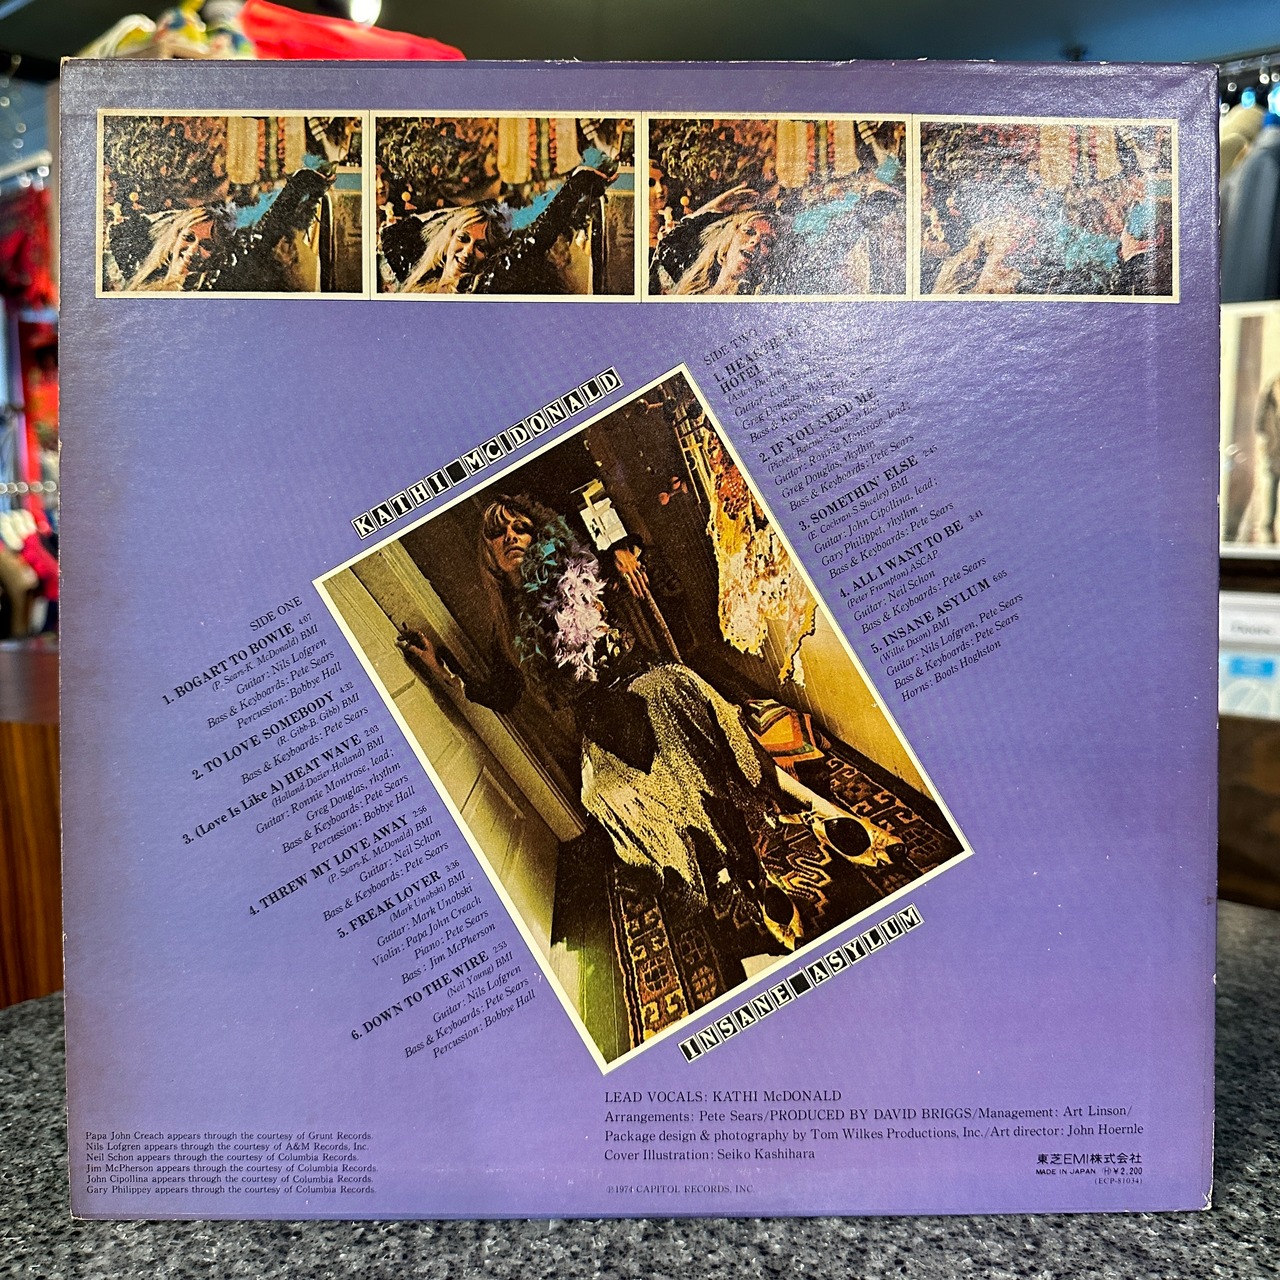 KATHI McDONALD
SIDE ONE
1. BOGART TO BOWIE 4:07
(P. Sears-K. McDonald) BMI
Guitar: Nils Lofgren
Bass & Keyboards: Pete Sears
Percussion: Bobbye Hall
2. TO LOVE SOMEBODY 4:32
(R. Gibb-B. Gibb) BMI
Bass & Keyboards: Pete Sears
3. (Love Is Like A) HEAT WAVE 2:03
(Holland-Dozier-Holland) BMI
Guitar: Ronnie Montrose, lead;
Greg Douglas, rhythm
Bass & Keyboards: Pete Sears
Percussion: Bobbye Hall
4. THREW MY LOVE AWAY 2:56
(P. Sears-K. McDonald) BMI
Guitar: Neil Schon
Bass & Keyboards: Pete Sears
5. FREAK LOVER 3:36
(Mark Unobski) BMI
Guitar: Mark Unobski
Violin: Papa John Creach
Piano: Pete Sears
Bass: Jim McPherson
6. DOWN TO THE WIRE 2:53
(Neil Young) BMI
Guitar: Nils Lofgren
Bass & Keyboards: Pete Sears
Percussion: Bobbye Hall
SIDE TWO
1. HEARTBREAK
HOTEL
Greg Douglas, rhythm
Bass & Keyboards: Pete Sears
2. IF YOU NEED ME
Guitar: Ronnie Montrose, lead;
Greg Douglas, rhythm
Bass & Keyboards: Pete Sears
3. SOMETHIN' ELSE 2:45
(E. Cochran-S. Sheeley) BMI
Guitar: John Cipollina, lead;
Gary Philippet, rhythm
Bass & Keyboards: Pete Sears
4. ALL I WANT TO BE 3:41
(Peter Frampton) ASCAP
Guitar: Neil Schon
Bass & Keyboards: Pete Sears
5. INSANE ASYLUM 6:05
(Willie Dixon) BMI
Guitar: Nils Lofgren, Pete Sears
Bass & Keyboards: Pete Sears
Horns: Boots Hoghston
INSANE ASYLUM
LEAD VOCALS: KATHI McDONALD
Arrangements: Pete Sears/PRODUCED BY DAVID BRIGGS/Management: Art Linson/
Package design & photography by Tom Wilkes Productions, Inc./Art director: John Hoernle
Cover Illustration: Seiko Kashihara
Papa John Creach appears through the courtesy of Grunt Records.
Nils Lofgren appears through the courtesy of A&M Records, Inc.
Neil Schon appears through the courtesy of Columbia Records.
Jim McPherson appears through the courtesy of Columbia Records
John Cipollina appears through the courtesy of Columbia Records.
Gary Philippey appears through the courtesy of Columbia Records.
℗1974 CAPITOL RECORDS, INC.
東芝EMI株式会社
MADE IN JAPAN Ⓗ¥2,200
(ECP-81034)